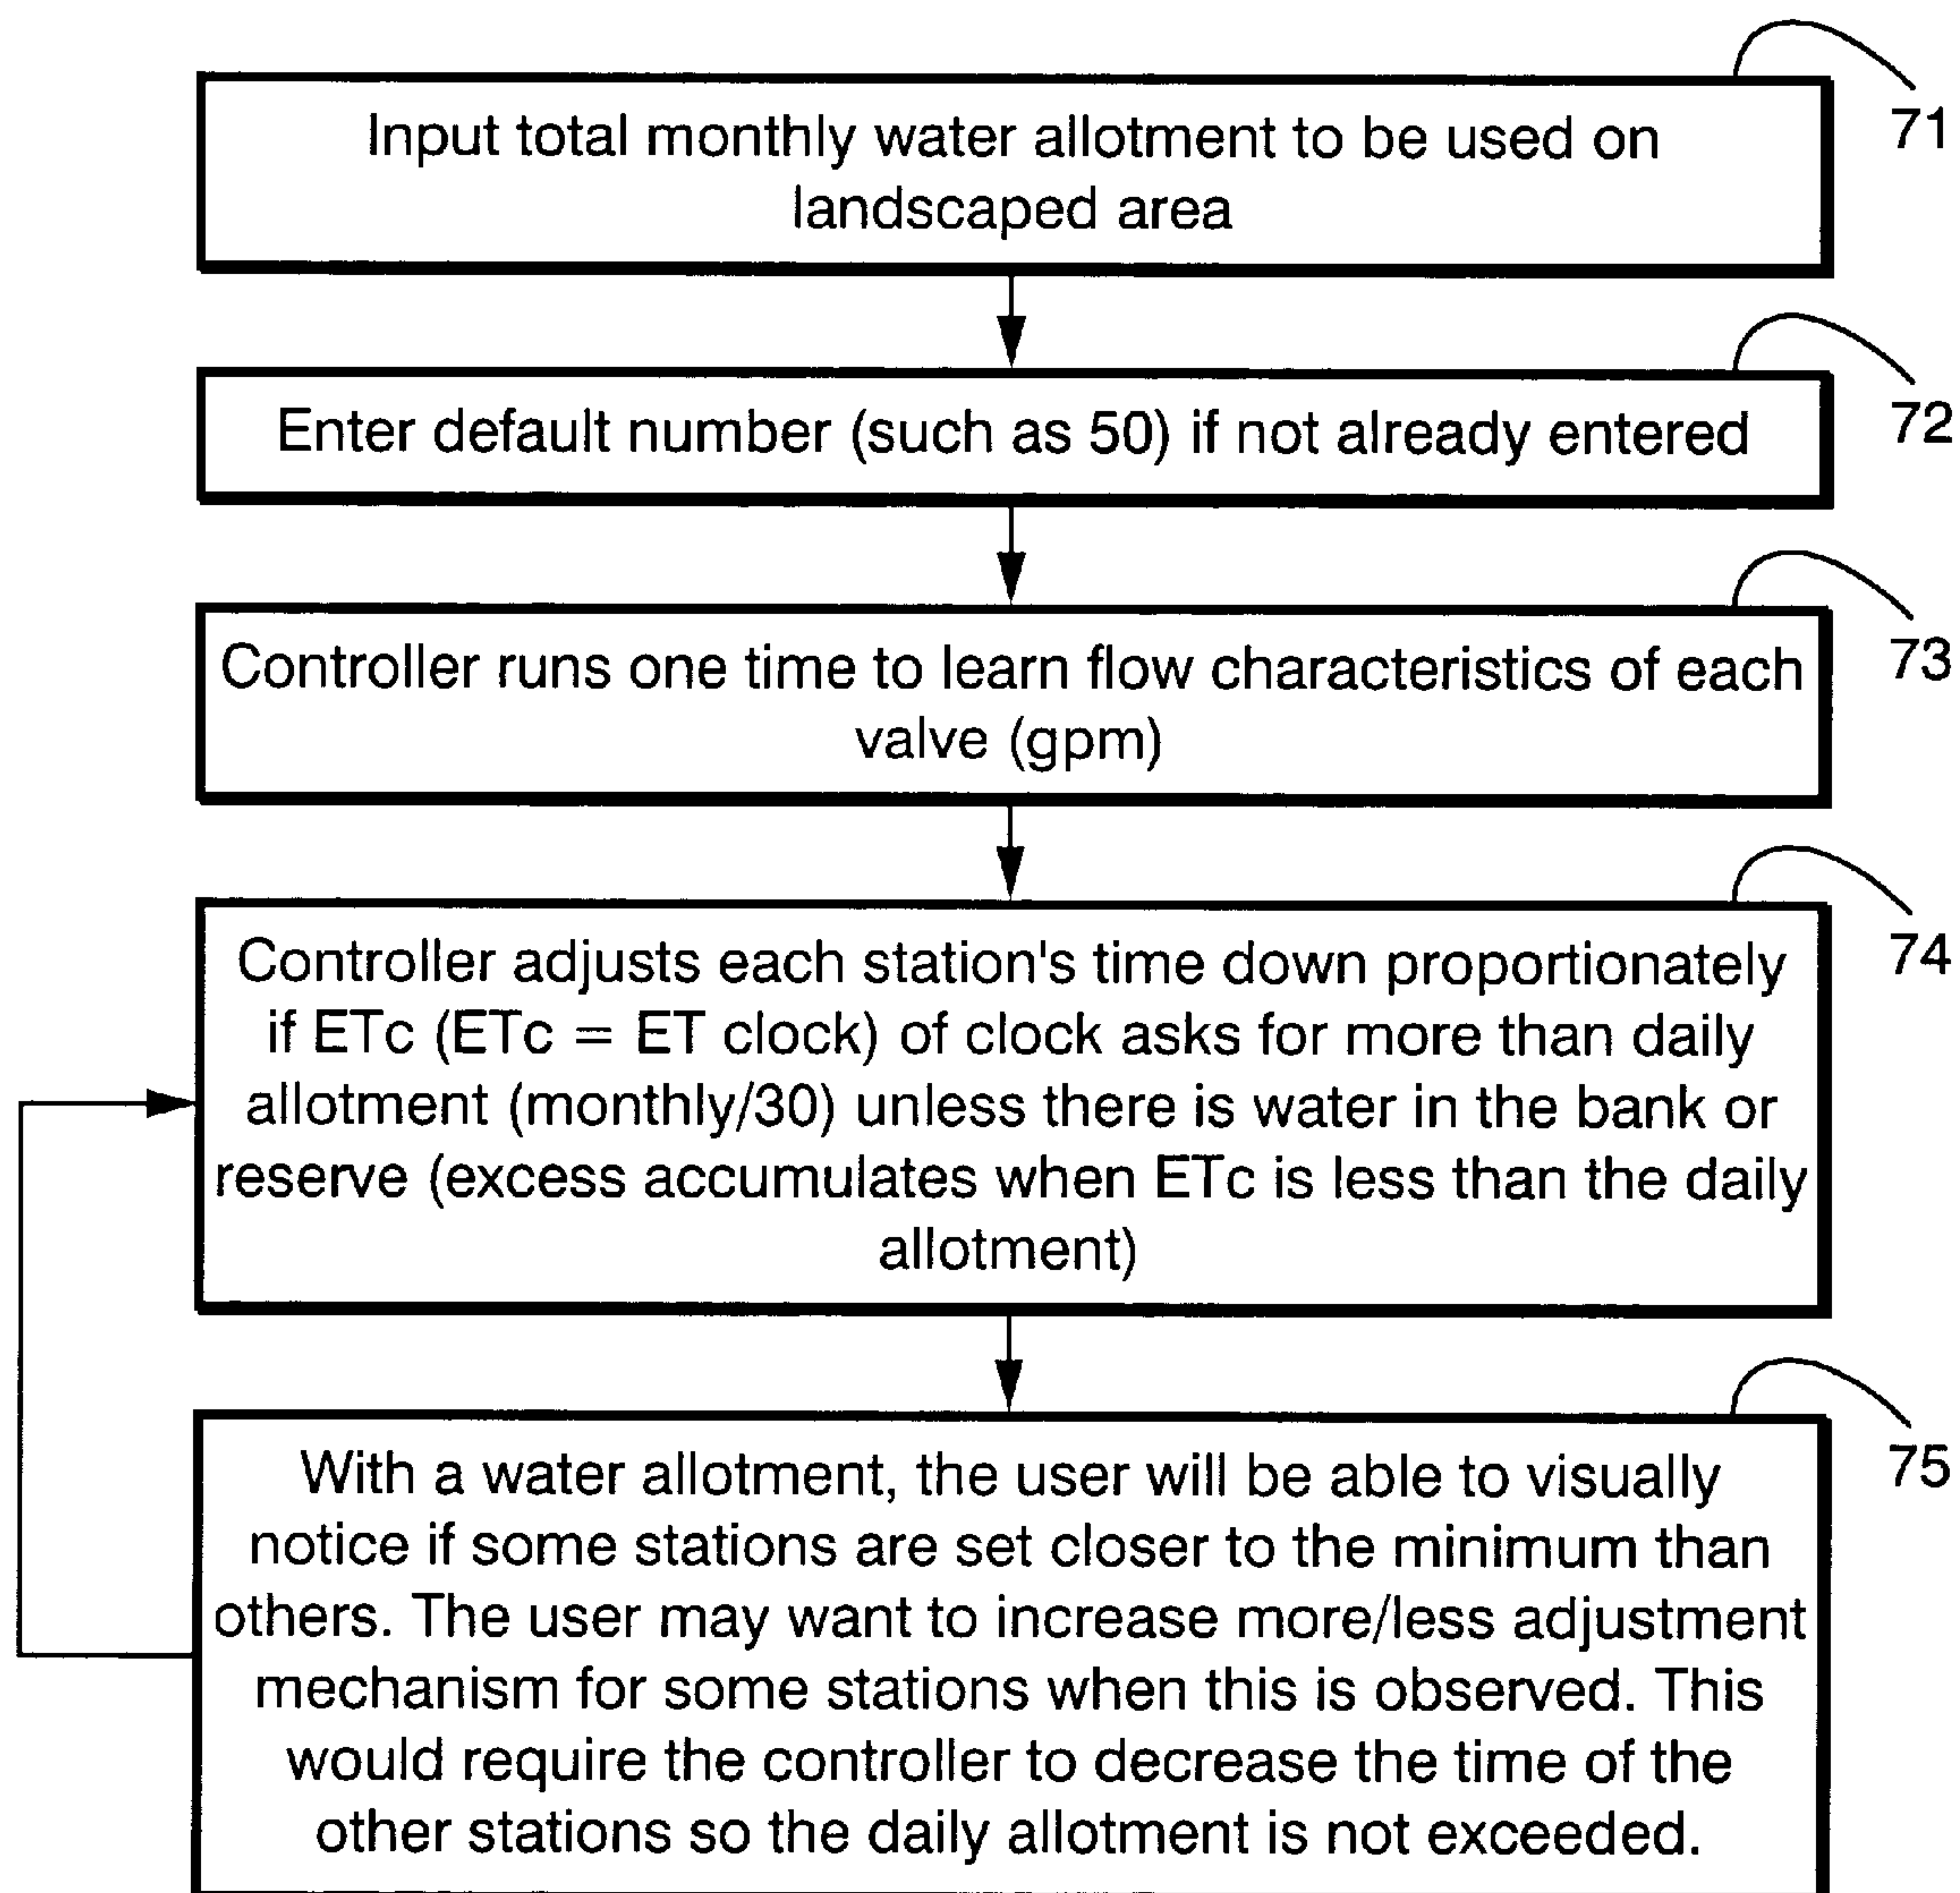 71
Input total monthly water allotment to be used on
landscaped area
72
Enter default number (such as 50) if not already entered
73
Controller runs one time to learn flow characteristics of each
valve (gpm)
74
Controller adjusts each station's time down proportionately
if ETc (ETc = ET clock) of clock asks for more than daily
allotment (monthly/30) unless there is water in the bank or
reserve (excess accumulates when ETc is less than the daily
allotment)
75
With a water allotment, the user will be able to visually
notice if some stations are set closer to the minimum than
others. The user may want to increase more/less adjustment
mechanism for some stations when this is observed. This
would require the controller to decrease the time of the
other stations so the daily allotment is not exceeded.